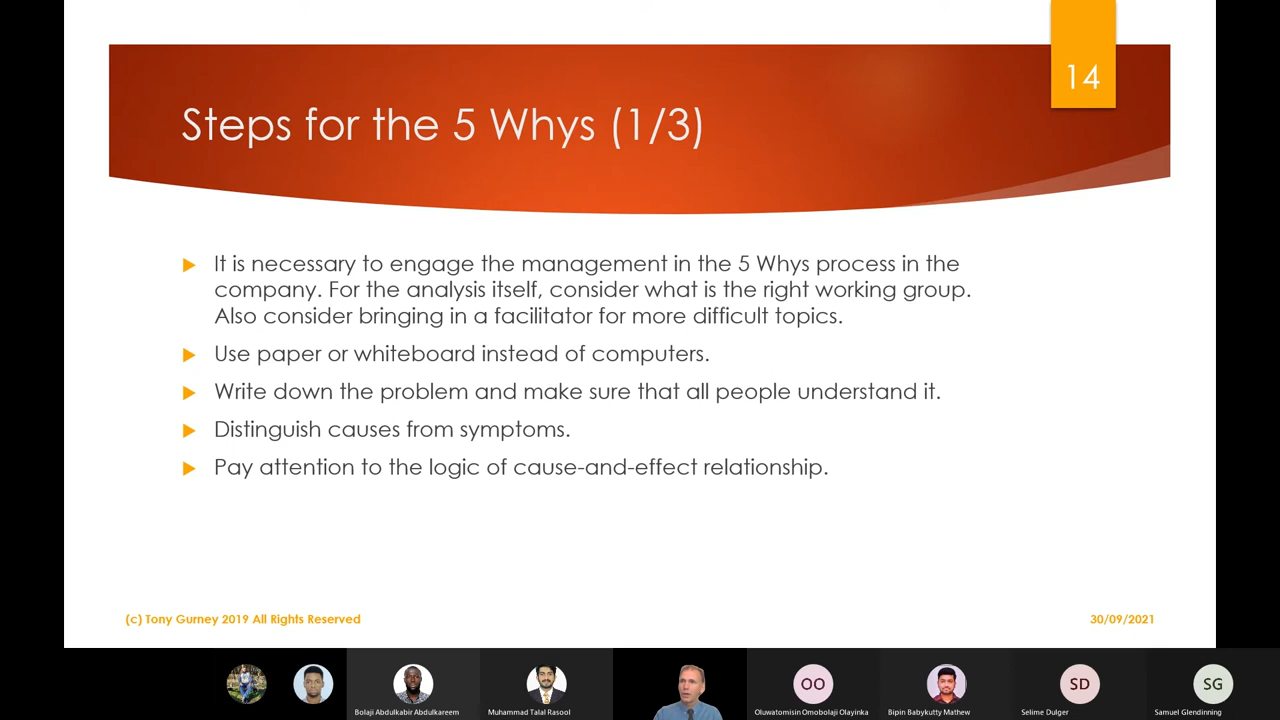 14
Steps for the 5 Whys (1/3)
It is necessary to engage the management in the 5 Whys process in the
company. For the analysis itself, consider what is the right working group.
Also consider bringing in a facilitator for more difficult topics.
Use paper or whiteboard instead of computers.
Write down the problem and make sure that all people understand it.
Distinguish causes from symptoms.
Pay attention to the logic of cause-and-effect relationship.
(c) Tony Gurney 2019 All Rights Reserved
30/09/2021
OO
SD
SG
Bolaji Abdulkabir Abdulkareem
Muhammad Talal Rasool
Oluwatomisin Omobolaji Olayinka
Bipin Babykutty Mathew
Selime Dulger
Samuel Glendinning